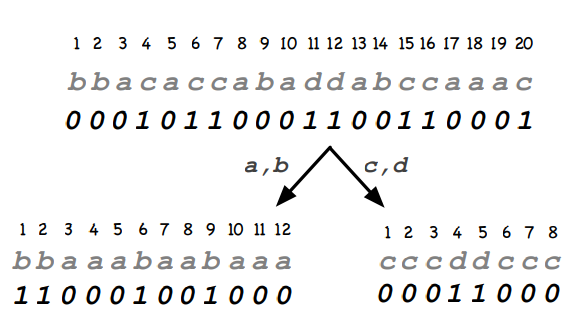 1 2 3 4 5 6 7 8 9 10 11 12 13 14 15 16 17 18 19 20
b b a c a c c a b a d d a b c c a a a c
0 0 0 1 0 1 1 0 0 0 1 1 0 0 1 1 0 0 0 1
a,b c,d
1 2 3 4 5 6 7 8 9 10 11 12
b b a a a b a a b a a a
1 1 0 0 0 1 0 0 1 0 0 0
1 2 3 4 5 6 7 8
c c c d d c c c
0 0 0 1 1 0 0 0